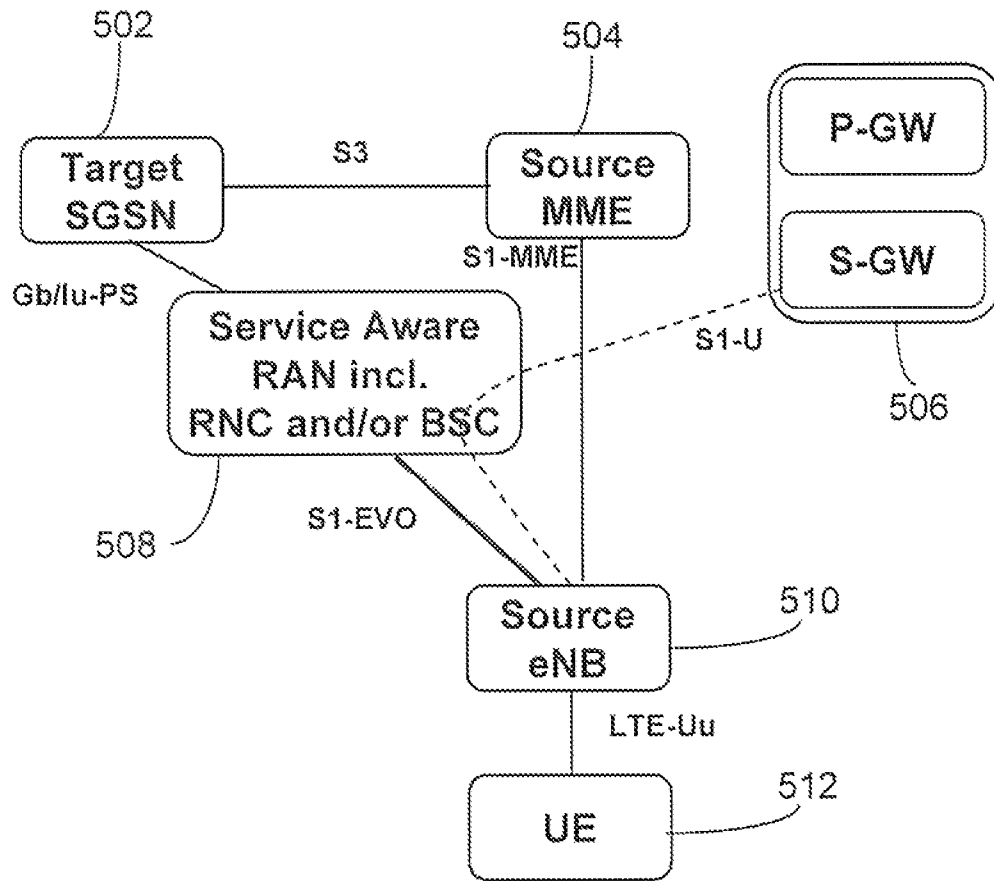 502
504
P-GW
S3
Target
SGSN
Source
MME
S-GW
S1-MME
Gb/Iu-PS
Service Aware
RAN incl.
RNC and/or BSC
S1-U
506
508
S1-EVO
Source
eNB
510
LTE-Uu
UE
512